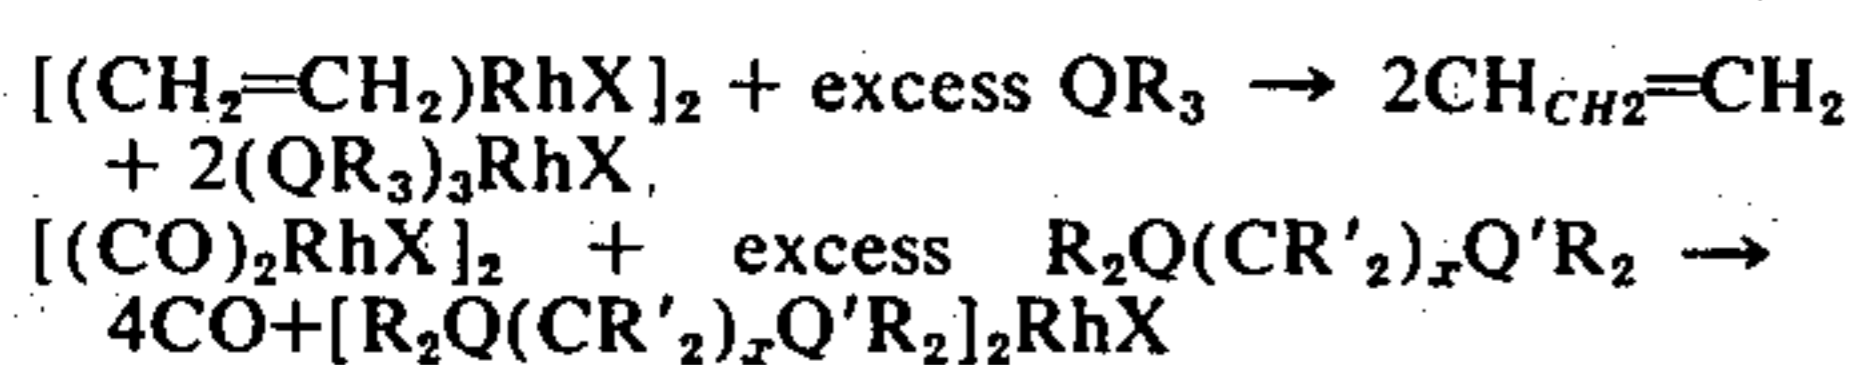 [(CH₂=CH₂)RhX]₂ + excess QR₃ → 2CH_CH2=CH₂
+ 2(QR₃)₃RhX,
[(CO)₂RhX]₂ + excess R₂Q(CR'₂)ₓQ'R₂ →
4CO+[R₂Q(CR'₂)ₓQ'R₂]₂RhX